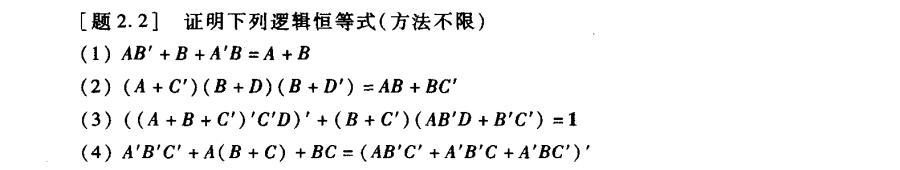 [题2.2] 证明下列逻辑恒等式(方法不限)
(1) AB′+B+A′B=A+B
(2) (A+C′)(B+D)(B+D′)=AB+BC′
(3) ((A+B+C′)′C′D)′+(B+C′)(AB′D+B′C′)=1
(4) A′B′C′+A(B+C)+BC=(AB′C′+A′B′C+A′BC′)′